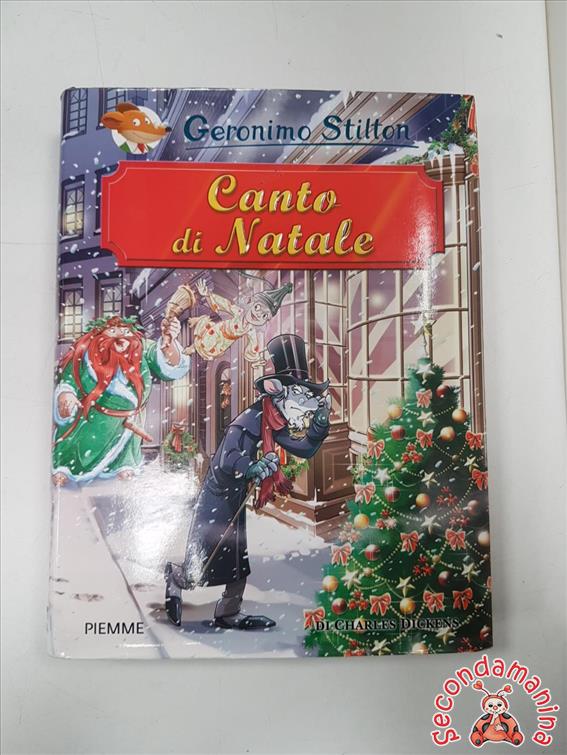 Geronimo Stilton
Canto
di Natale
PIEMME
DI CHARLES DICKENS
Secondamanina